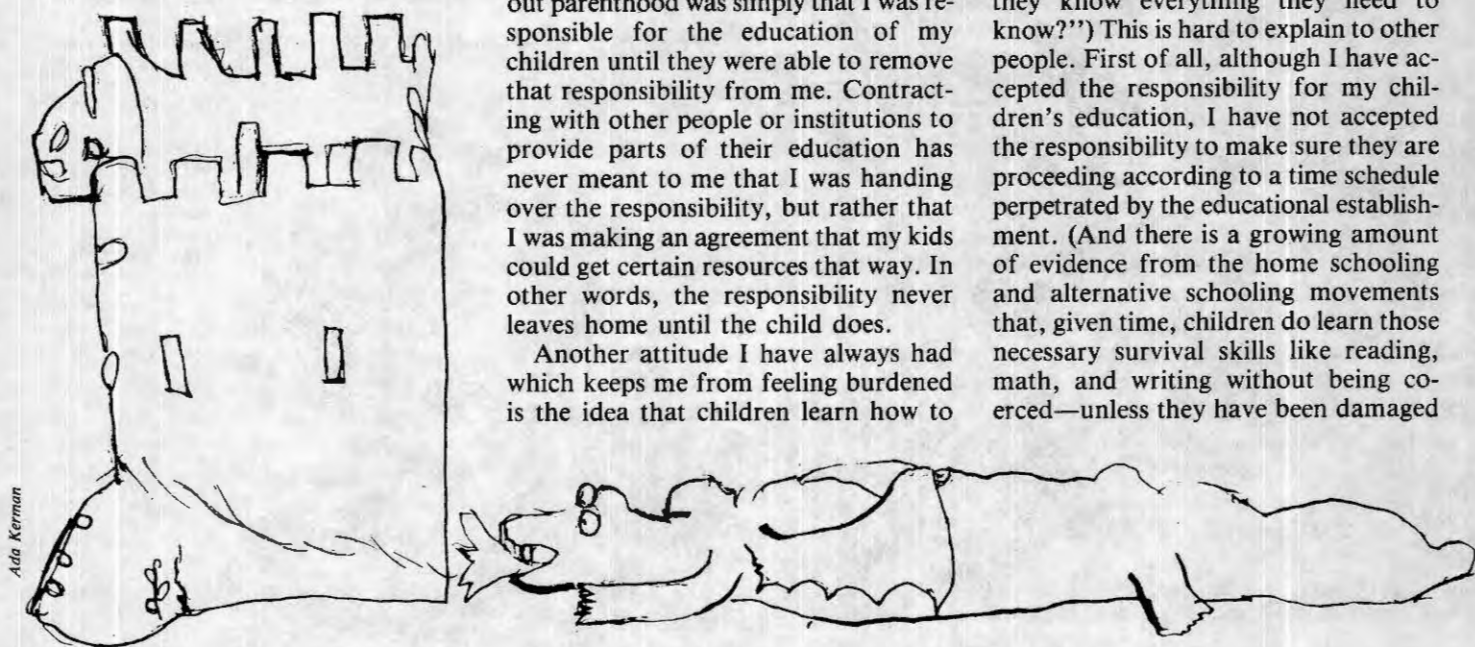 out parenthood was simply that I was re-
sponsible for the education of my
children until they were able to remove
that responsibility from me. Contract-
ing with other people or institutions to
provide parts of their education has
never meant to me that I was handing
over the responsibility, but rather that
I was making an agreement that my kids
could get certain resources that way. In
other words, the responsibility never
leaves home until the child does.
Another attitude I have always had
which keeps me from feeling burdened
is the idea that children learn how to
they know everything they need to
know?") This is hard to explain to other
people. First of all, although I have ac-
cepted the responsibility for my chil-
dren's education, I have not accepted
the responsibility to make sure they are
proceeding according to a time schedule
perpetrated by the educational establish-
ment. (And there is a growing amount
of evidence from the home schooling
and alternative schooling movements
that, given time, children do learn those
necessary survival skills like reading,
math, and writing without being co-
erced—unless they have been damaged
Ada Kerman